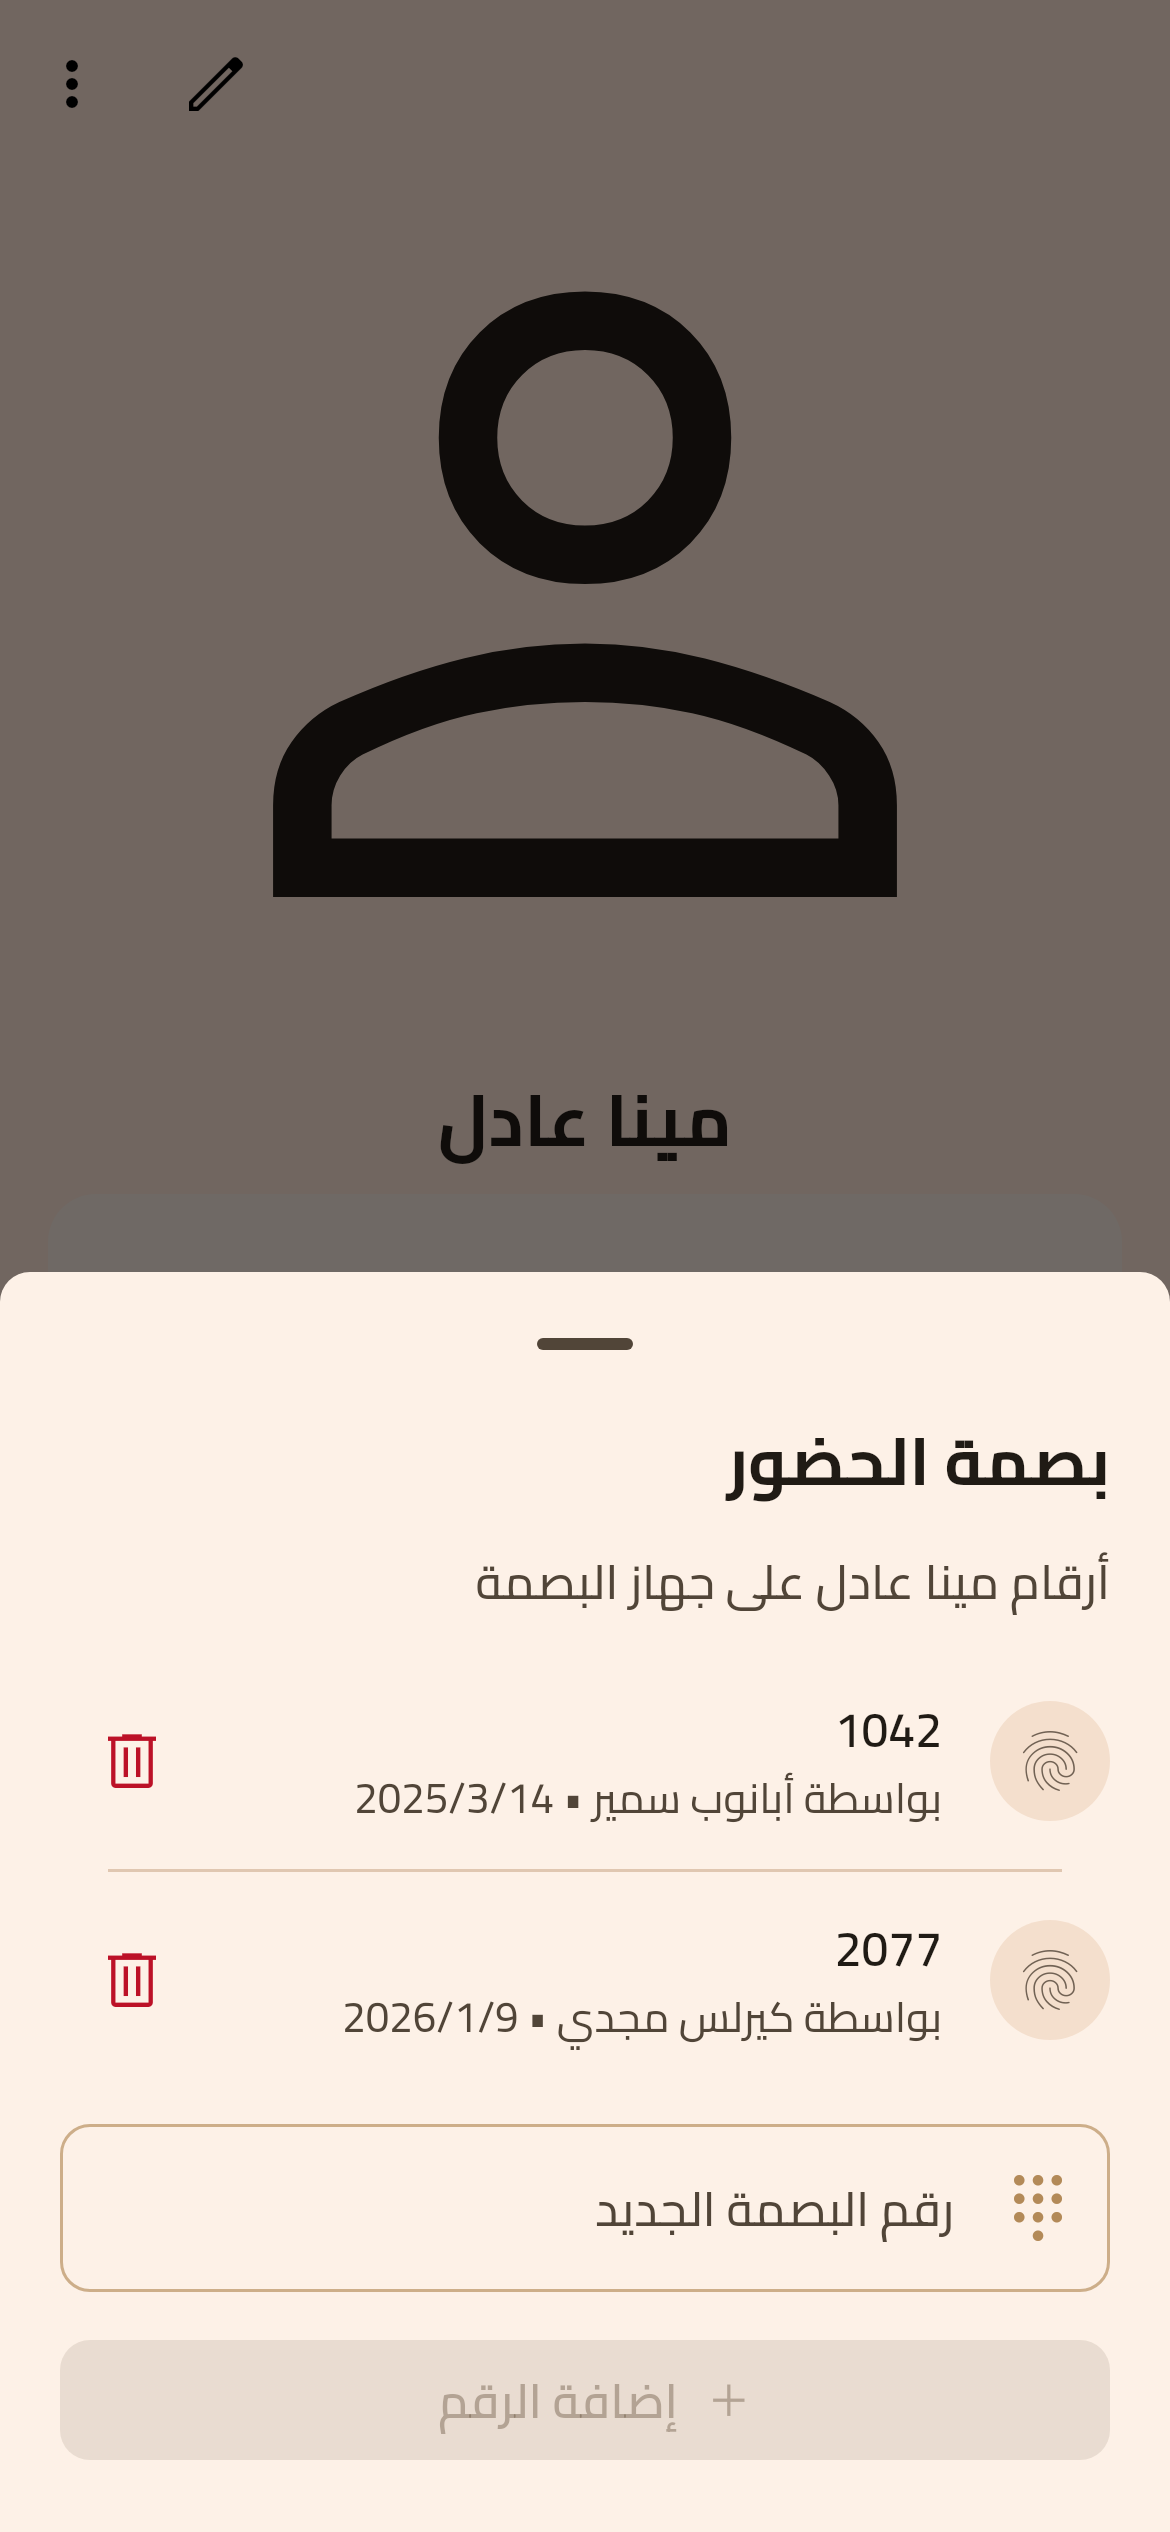 مينا عادل
بصمة الحضور
أرقام مينا عادل على جهاز البصمة
1042
بواسطة أبانوب سمير ▪ 2025/3/14
2077
بواسطة كيرلس مجدي ▪ 2026/1/9
رقم البصمة الجديد
إضافة الرقم